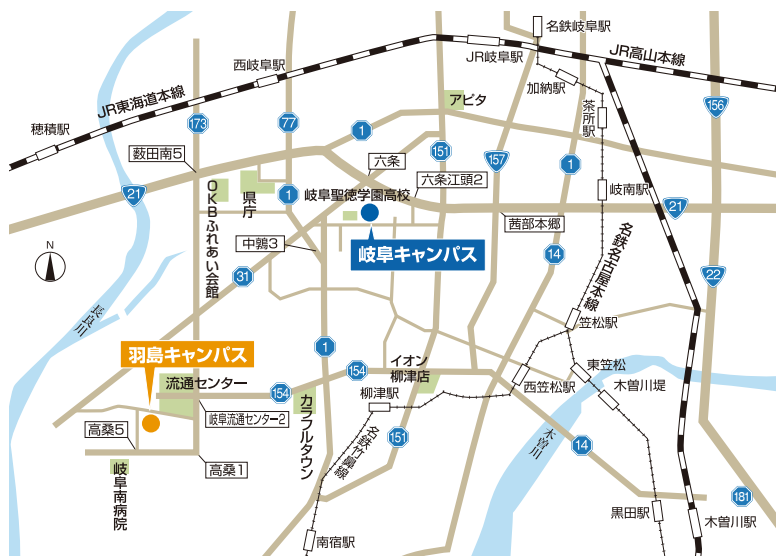 名鉄岐阜駅
JR岐阜駅
JR高山本線
西岐阜駅
加納駅
JR東海道本線
アピタ
156
茶所駅
173
77
1
穂積駅
151
157
1
薮田南5
六条
六条江頭2
21
OKBふれあい会館
県庁
1
岐阜聖徳学園高校
岐南駅
21
茜部本郷
中鶉3
岐阜キャンパス
14
名鉄名古屋本線
N
31
22
長良川
笠松駅
羽島キャンパス
1
154
イオン
柳津店
東笠松
流通センター
154
西笠松駅
木曽川堤
カラフルタウン
柳津駅
岐阜流通センター2
高桑5
151
名鉄竹鼻線
木曽川
14
高桑1
岐阜南病院
181
黒田駅
木曽川駅
南宿駅